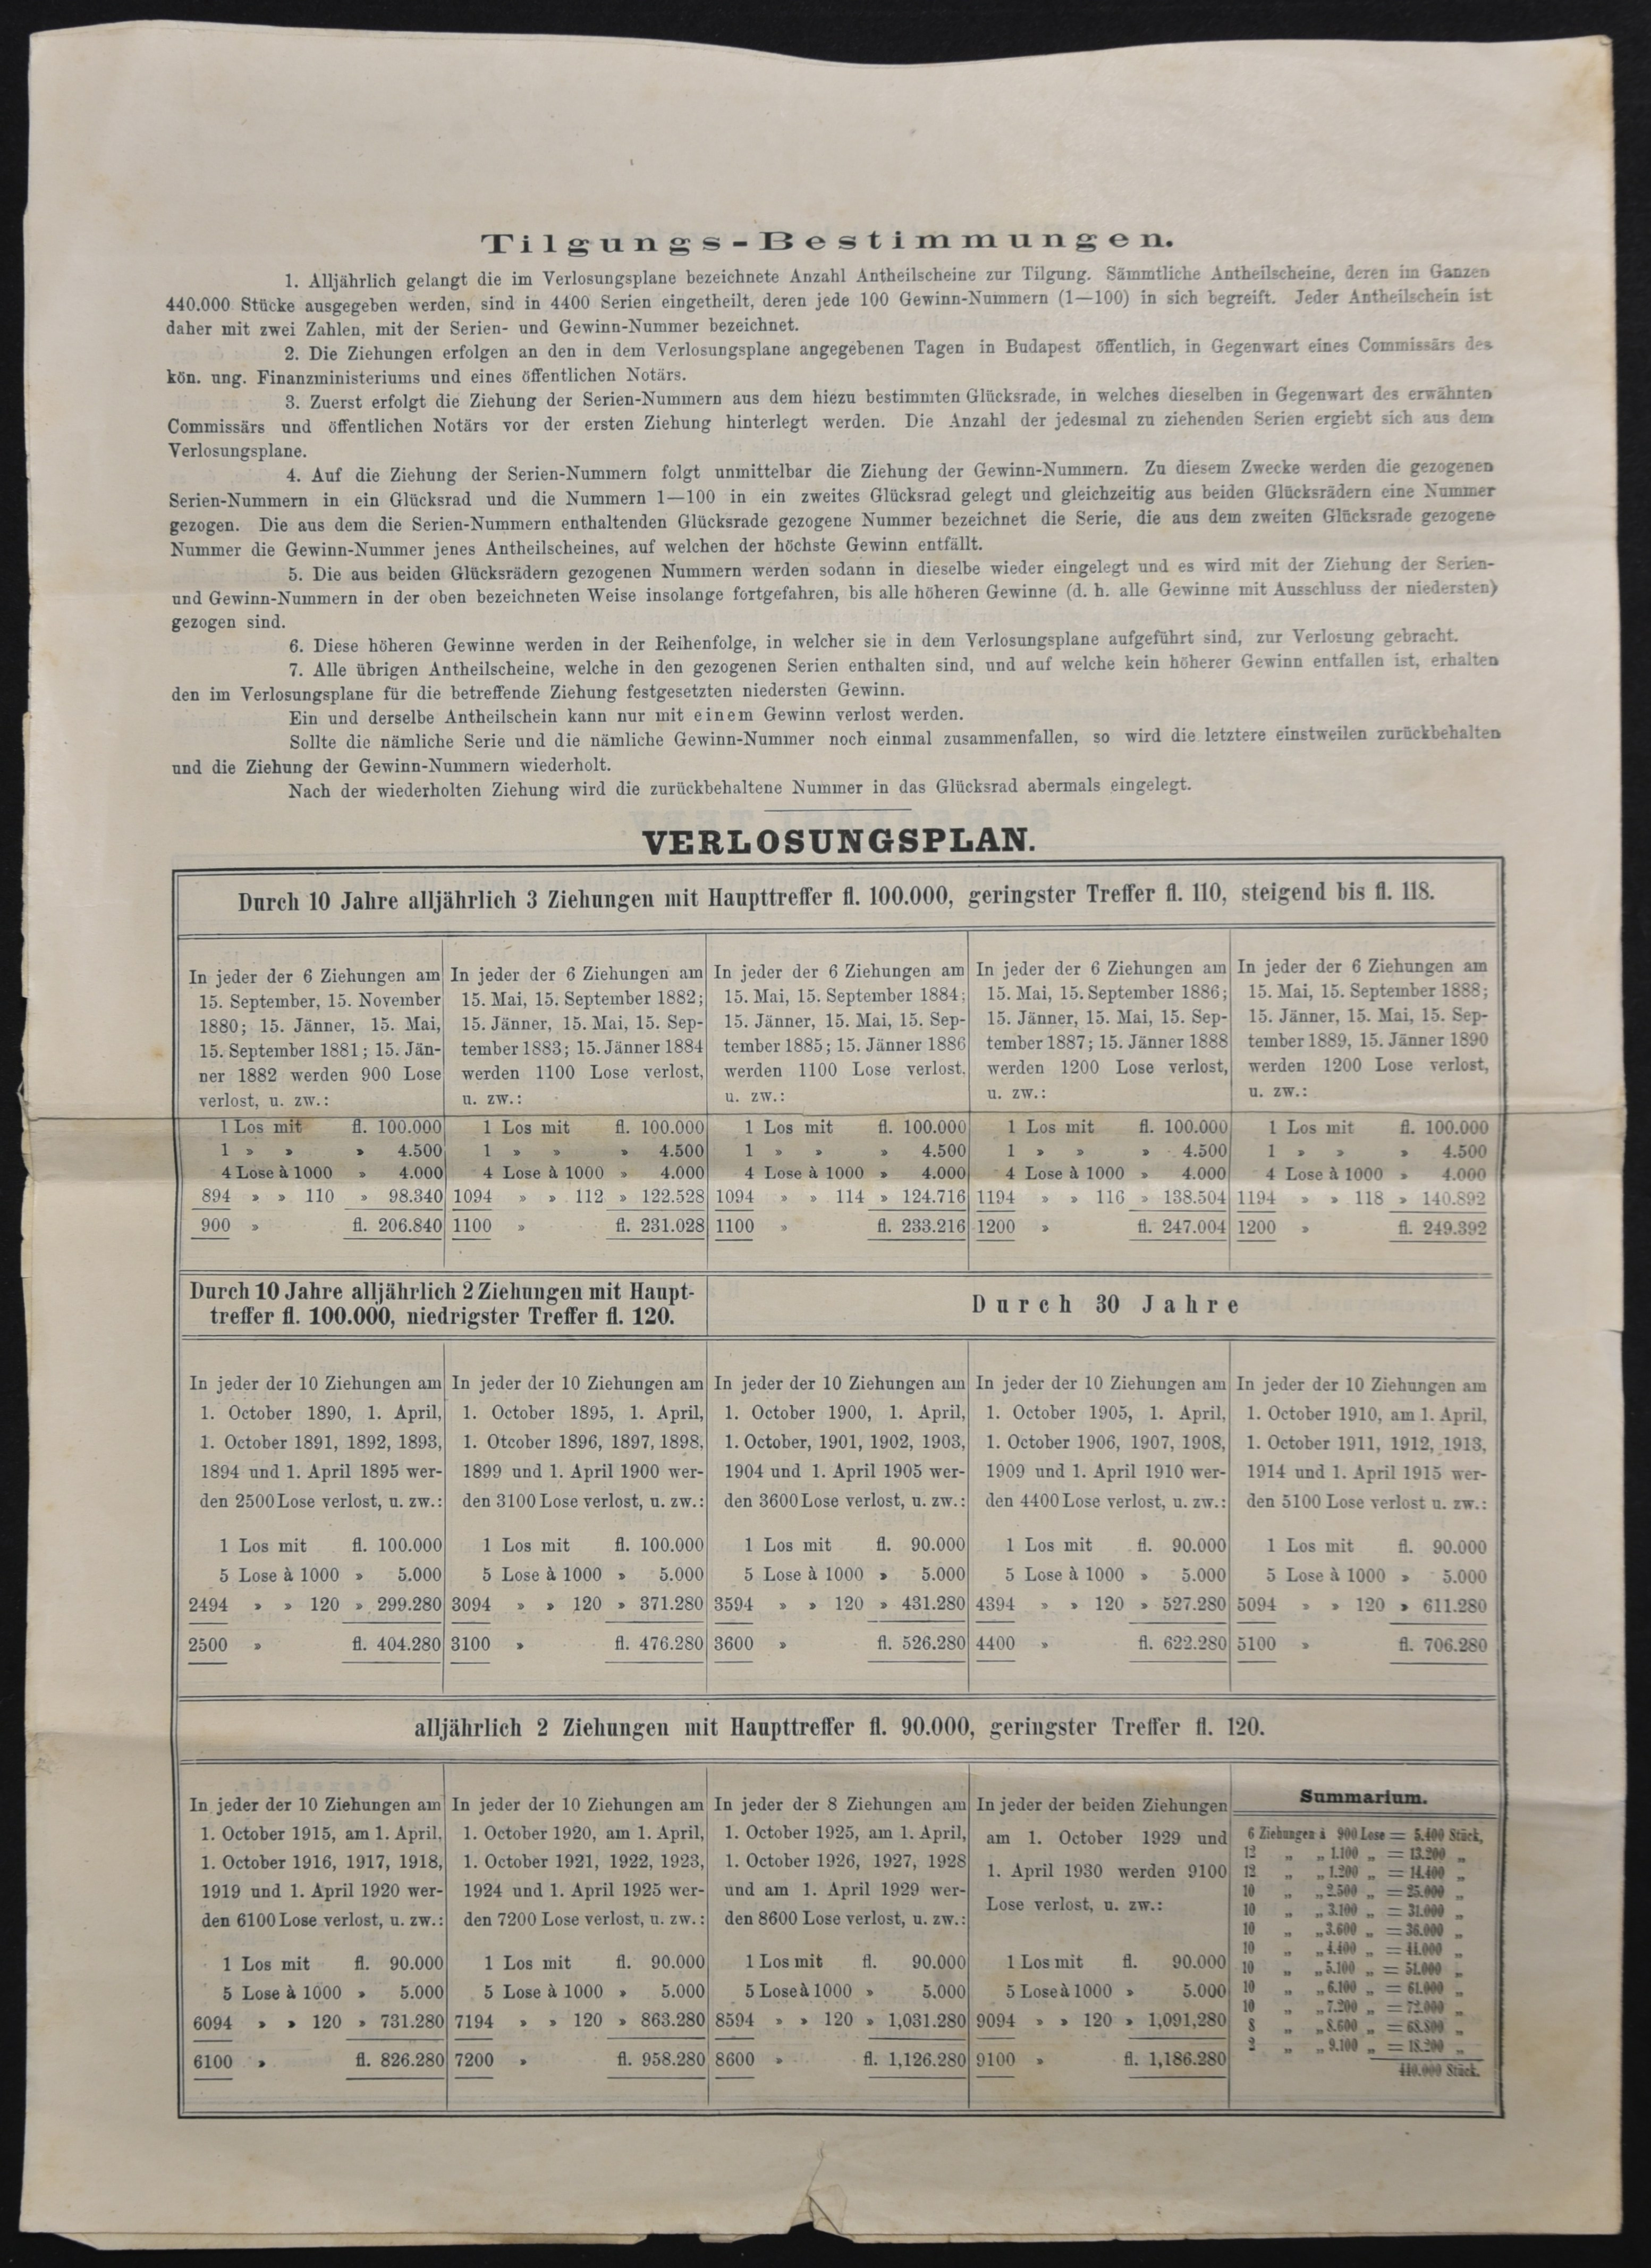 Tilgungs-Bestimmungen.
1. Alljährlich gelangt die im Verlosungsplane bezeichnete Anzahl Antheilscheine zur Tilgung. Sämmtliche Antheilscheine, deren im Ganzen
440.000 Stücke ausgegeben werden, sind in 4400 Serien eingetheilt, deren jede 100 Gewinn-Nummern (1—100) in sich begreift. Jeder Antheilschein ist
daher mit zwei Zahlen, mit der Serien- und Gewinn-Nummer bezeichnet.
2. Die Ziehungen erfolgen an den in dem Verlosungsplane angegebenen Tagen in Budapest öffentlich, in Gegenwart eines Commissärs des
kön. ung. Finanzministeriums und eines öffentlichen Notärs.
3. Zuerst erfolgt die Ziehung der Serien-Nummern aus dem hiezu bestimmten Glücksrade, in welches dieselben in Gegenwart des erwähnten
Commissärs und öffentlichen Notärs vor der ersten Ziehung hinterlegt werden. Die Anzahl der jedesmal zu ziehenden Serien ergiebt sich aus dem
Verlosungsplane.
4. Auf die Ziehung der Serien-Nummern folgt unmittelbar die Ziehung der Gewinn-Nummern. Zu diesem Zwecke werden die gezogenen
Serien-Nummern in ein Glücksrad und die Nummern 1—100 in ein zweites Glücksrad gelegt und gleichzeitig aus beiden Glücksrädern eine Nummer
gezogen. Die aus dem die Serien-Nummern enthaltenden Glücksrade gezogene Nummer bezeichnet die Serie, die aus dem zweiten Glücksrade gezogene
Nummer die Gewinn-Nummer jenes Antheilscheines, auf welchen der höchste Gewinn entfällt.
5. Die aus beiden Glücksrädern gezogenen Nummern werden sodann in dieselbe wieder eingelegt und es wird mit der Ziehung der Serien-
und Gewinn-Nummern in der oben bezeichneten Weise insolange fortgefahren, bis alle höheren Gewinne (d. h. alle Gewinne mit Ausschluss der niedersten)
gezogen sind.
6. Diese höheren Gewinne werden in der Reihenfolge, in welcher sie in dem Verlosungsplane aufgeführt sind, zur Verlosung gebracht.
7. Alle übrigen Antheilscheine, welche in den gezogenen Serien enthalten sind, und auf welche kein höherer Gewinn entfallen ist, erhalten
den im Verlosungsplane für die betreffende Ziehung festgesetzten niedersten Gewinn.
Ein und derselbe Antheilschein kann nur mit einem Gewinn verlost werden.
Sollte die nämliche Serie und die nämliche Gewinn-Nummer noch einmal zusammenfallen, so wird die letztere einstweilen zurückbehalten
und die Ziehung der Gewinn-Nummern wiederholt.
Nach der wiederholten Ziehung wird die zurückbehaltene Nummer in das Glücksrad abermals eingelegt.
VERLOSUNGSPLAN.
Durch 10 Jahre alljährlich 3 Ziehungen mit Haupttreffer fl. 100.000, geringster Treffer fl. 110, steigend bis fl. 118.
In jeder der 6 Ziehungen am
15. September, 15. November
1880; 15. Jänner, 15. Mai,
15. September 1881; 15. Jän-
ner 1882 werden 900 Lose
verlost, u. zw.:
1 Los mit fl. 100.000
1 » » » 4.500
4 Lose à 1000 » 4.000
894 » » 110 » 98.340
900 » fl. 206.840
In jeder der 6 Ziehungen am
15. Mai, 15. September 1882;
15. Jänner, 15. Mai, 15. Sep-
tember 1883; 15. Jänner 1884
werden 1100 Lose verlost,
u. zw.:
1 Los mit fl. 100.000
1 » » » 4.500
4 Lose à 1000 » 4.000
1094 » » 112 » 122.528
1100 » fl. 231.028
In jeder der 6 Ziehungen am
15. Mai, 15. September 1884;
15. Jänner, 15. Mai, 15. Sep-
tember 1885; 15. Jänner 1886
werden 1100 Lose verlost,
u. zw.:
1 Los mit fl. 100.000
1 » » » 4.500
4 Lose à 1000 » 4.000
1094 » » 114 » 124.716
1100 » fl. 233.216
In jeder der 6 Ziehungen am
15. Mai, 15. September 1886;
15. Jänner, 15. Mai, 15. Sep-
tember 1887; 15. Jänner 1888
werden 1200 Lose verlost,
u. zw.:
1 Los mit fl. 100.000
1 » » » 4.500
4 Lose à 1000 » 4.000
1194 » » 116 » 138.504
1200 » fl. 247.004
In jeder der 6 Ziehungen am
15. Mai, 15. September 1888;
15. Jänner, 15. Mai, 15. Sep-
tember 1889, 15. Jänner 1890
werden 1200 Lose verlost,
u. zw.:
1 Los mit fl. 100.000
1 » » » 4.500
4 Lose à 1000 » 4.000
1194 » » 118 » 140.892
1200 » fl. 249.392
Durch 10 Jahre alljährlich 2 Ziehungen mit Haupt-
treffer fl. 100.000, niedrigster Treffer fl. 120.
Durch 30 Jahre
In jeder der 10 Ziehungen am
1. October 1890, 1. April,
1. October 1891, 1892, 1893,
1894 und 1. April 1895 wer-
den 2500 Lose verlost, u. zw.:
1 Los mit fl. 100.000
5 Lose à 1000 » 5.000
2494 » » 120 » 299.280
2500 » fl. 404.280
In jeder der 10 Ziehungen am
1. October 1895, 1. April,
1. Otcober 1896, 1897, 1898,
1899 und 1. April 1900 wer-
den 3100 Lose verlost, u. zw.:
1 Los mit fl. 100.000
5 Lose à 1000 » 5.000
3094 » » 120 » 371.280
3100 » fl. 476.280
In jeder der 10 Ziehungen am
1. October 1900, 1. April,
1. October, 1901, 1902, 1903,
1904 und 1. April 1905 wer-
den 3600 Lose verlost, u. zw.:
1 Los mit fl. 90.000
5 Lose à 1000 » 5.000
3594 » » 120 » 431.280
3600 » fl. 526.280
In jeder der 10 Ziehungen am
1. October 1905, 1. April,
1. October 1906, 1907, 1908,
1909 und 1. April 1910 wer-
den 4400 Lose verlost, u. zw.:
1 Los mit fl. 90.000
5 Lose à 1000 » 5.000
4394 » » 120 » 527.280
4400 » fl. 622.280
In jeder der 10 Ziehungen am
1. October 1910, am 1. April,
1. October 1911, 1912, 1913,
1914 und 1. April 1915 wer-
den 5100 Lose verlost u. zw.:
1 Los mit fl. 90.000
5 Lose à 1000 » 5.000
5094 » » 120 » 611.280
5100 » fl. 706.280
alljährlich 2 Ziehungen mit Haupttreffer fl. 90.000, geringster Treffer fl. 120.
In jeder der 10 Ziehungen am
1. October 1915, am 1. April,
1. October 1916, 1917, 1918,
1919 und 1. April 1920 wer-
den 6100 Lose verlost, u. zw.:
1 Los mit fl. 90.000
5 Lose à 1000 » 5.000
6094 » » 120 » 731.280
6100 » fl. 826.280
In jeder der 10 Ziehungen am
1. October 1920, am 1. April,
1. October 1921, 1922, 1923,
1924 und 1. April 1925 wer-
den 7200 Lose verlost, u. zw.:
1 Los mit fl. 90.000
5 Lose à 1000 » 5.000
7194 » » 120 » 863.280
7200 » fl. 958.280
In jeder der 8 Ziehungen am
1. October 1925, am 1. April,
1. October 1926, 1927, 1928
und am 1. April 1929 wer-
den 8600 Lose verlost, u. zw.:
1 Los mit fl. 90.000
5 Lose à 1000 » 5.000
8594 » » 120 » 1,031.280
8600 » fl. 1,126.280
In jeder der beiden Ziehungen
am 1. October 1929 und
1. April 1930 werden 9100
Lose verlost, u. zw.:
1 Los mit fl. 90.000
5 Lose à 1000 » 5.000
9094 » » 120 » 1,091,280
9100 » fl. 1,186.280
Summarium.
6 Ziehungen à 900 Lose = 5.400 Stück,
12 „ „ 1.100 „ = 13.200 „
12 „ „ 1.200 „ = 14.400 „
10 „ „ 2.500 „ = 25.000 „
10 „ „ 3.100 „ = 31.000 „
10 „ „ 3.600 „ = 36.000 „
10 „ „ 4.400 „ = 44.000 „
10 „ „ 5.100 „ = 51.000 „
10 „ „ 6.100 „ = 61.000 „
10 „ „ 7.200 „ = 72.000 „
8 „ „ 8.600 „ = 68.800 „
2 „ „ 9.100 „ = 18.200 „
440.000 Stück.